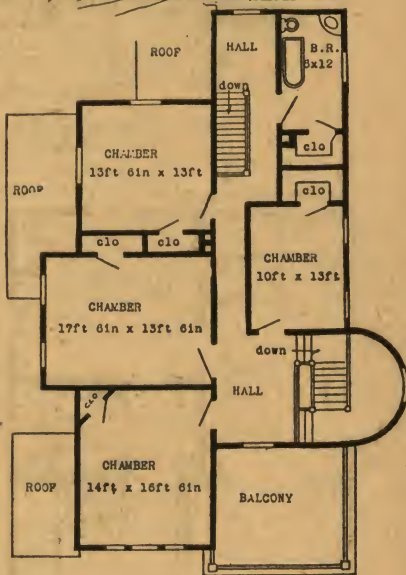 ROOF
HALL
B.R.
8x12
down
CHAMBER
13ft 6in x 13ft
clo
clo
ROOF
clo
clo
CHAMBER
10ft x 13ft
CHAMBER
17ft 6in x 13ft 6in
down
HALL
CLO
CHAMBER
14ft x 16ft 6in
ROOF
BALCONY